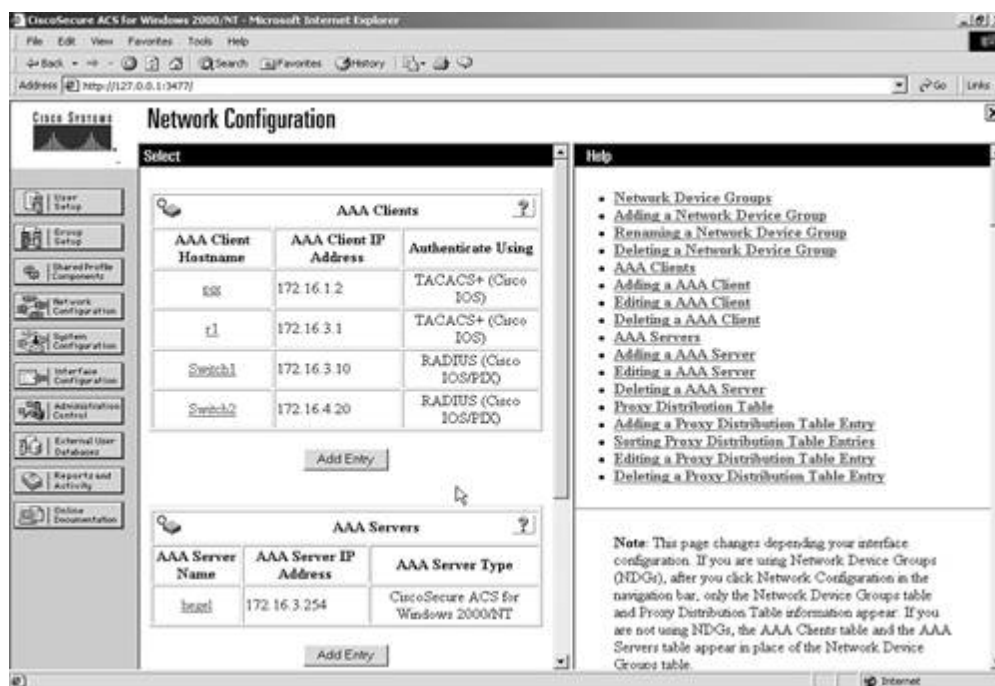 CiscoSecure ACS for Windows 2000/NT - Microsoft Internet Explorer
File Edit View Favorites Tools Help
Back Search Favorites History
Address http://127.0.0.1:3477/ Go Links
CISCO SYSTEMS
Network Configuration
Select
Help
User Setup
Group Setup
Shared Profile Components
Network Configuration
System Configuration
Interface Configuration
Administration Control
External User Databases
Reports and Activity
Online Documentation
AAA Clients
AAA Client Hostname
AAA Client IP Address
Authenticate Using
172.16.1.2
TACACS+ (Cisco IOS)
r1
172.16.3.1
TACACS+ (Cisco IOS)
Switch1
172.16.3.10
RADIUS (Cisco IOS/PIX)
Switch2
172.16.4.20
RADIUS (Cisco IOS/PIX)
Add Entry
AAA Servers
AAA Server Name
AAA Server IP Address
AAA Server Type
172.16.3.254
CiscoSecure ACS for Windows 2000/NT
Add Entry
Network Device Groups
Adding a Network Device Group
Renaming a Network Device Group
Deleting a Network Device Group
AAA Clients
Adding a AAA Client
Editing a AAA Client
Deleting a AAA Client
AAA Servers
Adding a AAA Server
Editing a AAA Server
Deleting a AAA Server
Proxy Distribution Table
Adding a Proxy Distribution Table Entry
Sorting Proxy Distribution Table Entries
Editing a Proxy Distribution Table Entry
Deleting a Proxy Distribution Table Entry
Note: This page changes depending your interface
configuration. If you are using Network Device Groups
(NDGs), after you click Network Configuration in the
navigation bar, only the Network Device Groups table
and Proxy Distribution Table information appear. If you
are not using NDGs, the AAA Clients table and the AAA
Servers table appear in place of the Network Device
Groups table.
Internet